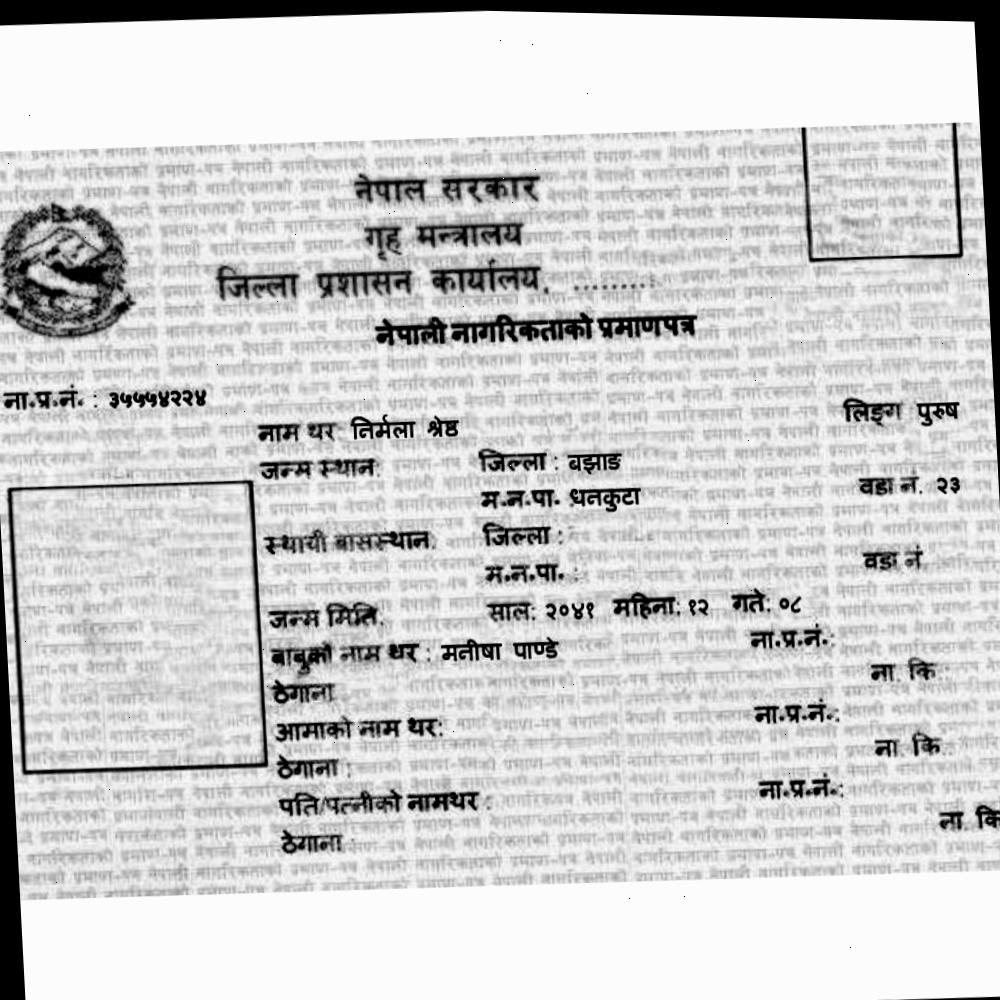 नेपाल सरकार
गृह मन्त्रालय
जिल्ला प्रशासन कार्यालय, .........
नेपाली नागरिकताको प्रमाणपत्र
ना.प्र.नं. : ३५५५४२२४
लिङ्ग पुरुष
नाम थर: तिर्मला श्रेष्ठ
जन्म स्थान: जिल्ला : बझाङ
म.न.पा. धनकुटा वडा नं. २३
स्थायी बासस्थान: जिल्ला :
म.न.पा. : वडा नं.
जन्म मिति: साल: २०४१ महिना: १२ गते: ०८
बाबुको नाम थर : मनीषा पाण्डे ना.प्र.नं.:
ठेगाना ना. कि.:
आमाको नाम थर: ना.प्र.नं.:
ठेगाना : ना. कि.:
पति/पत्नीको नामथर : ना.प्र.नं.:
ठेगाना : ना. कि